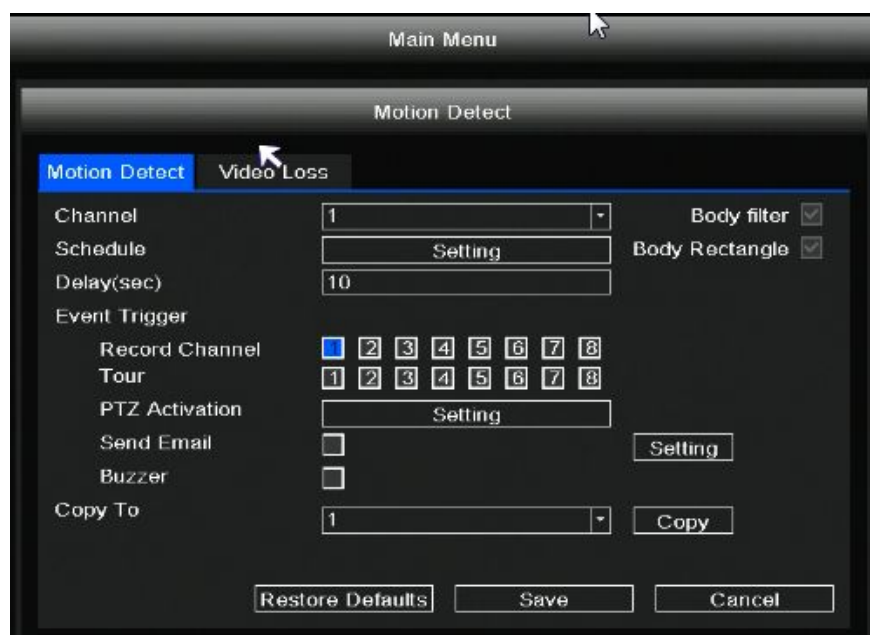 Main Menu
Motion Detect
Motion Detect Video Loss
Channel 1 Body filter
Schedule Setting Body Rectangle
Delay(sec) 10
Event Trigger
Record Channel 1 2 3 4 5 6 7 8
Tour 1 2 3 4 5 6 7 8
PTZ Activation Setting
Send Email Setting
Buzzer
Copy To 1 Copy
Restore Defaults Save Cancel